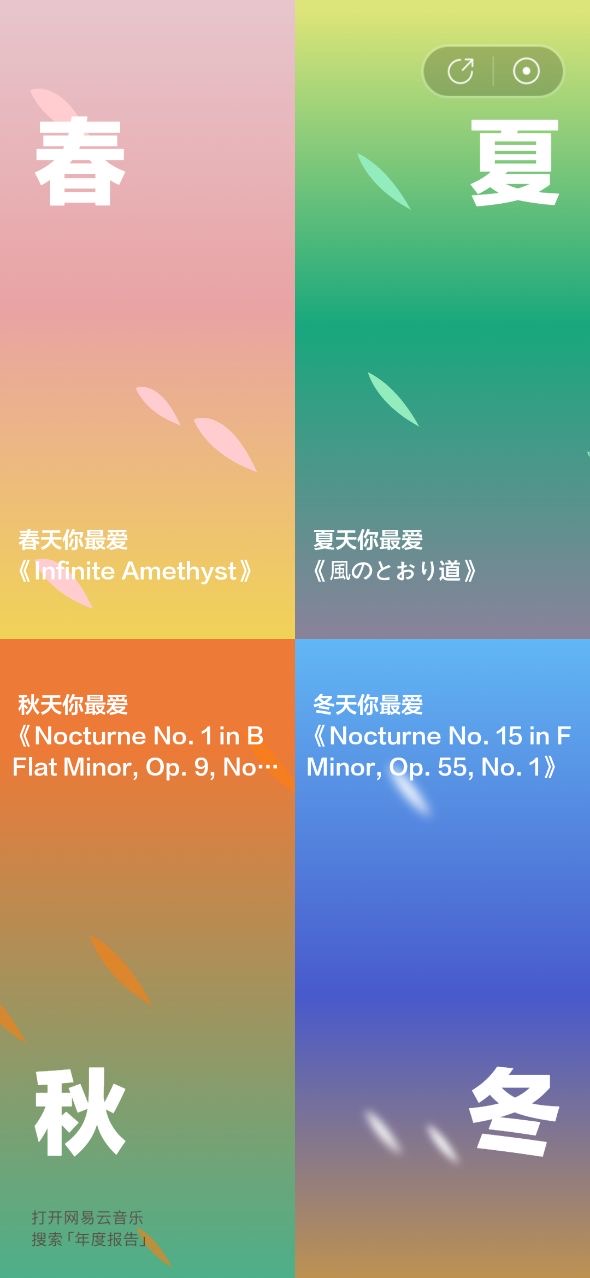 春
春天你最爱
《Infinite Amethyst》
夏
夏天你最爱
《風のとおり道》
秋天你最爱
《Nocturne No. 1 in B
Flat Minor, Op. 9, No…
秋
打开网易云音乐
搜索「年度报告」
冬天你最爱
《Nocturne No. 15 in F
Minor, Op. 55, No. 1》
冬